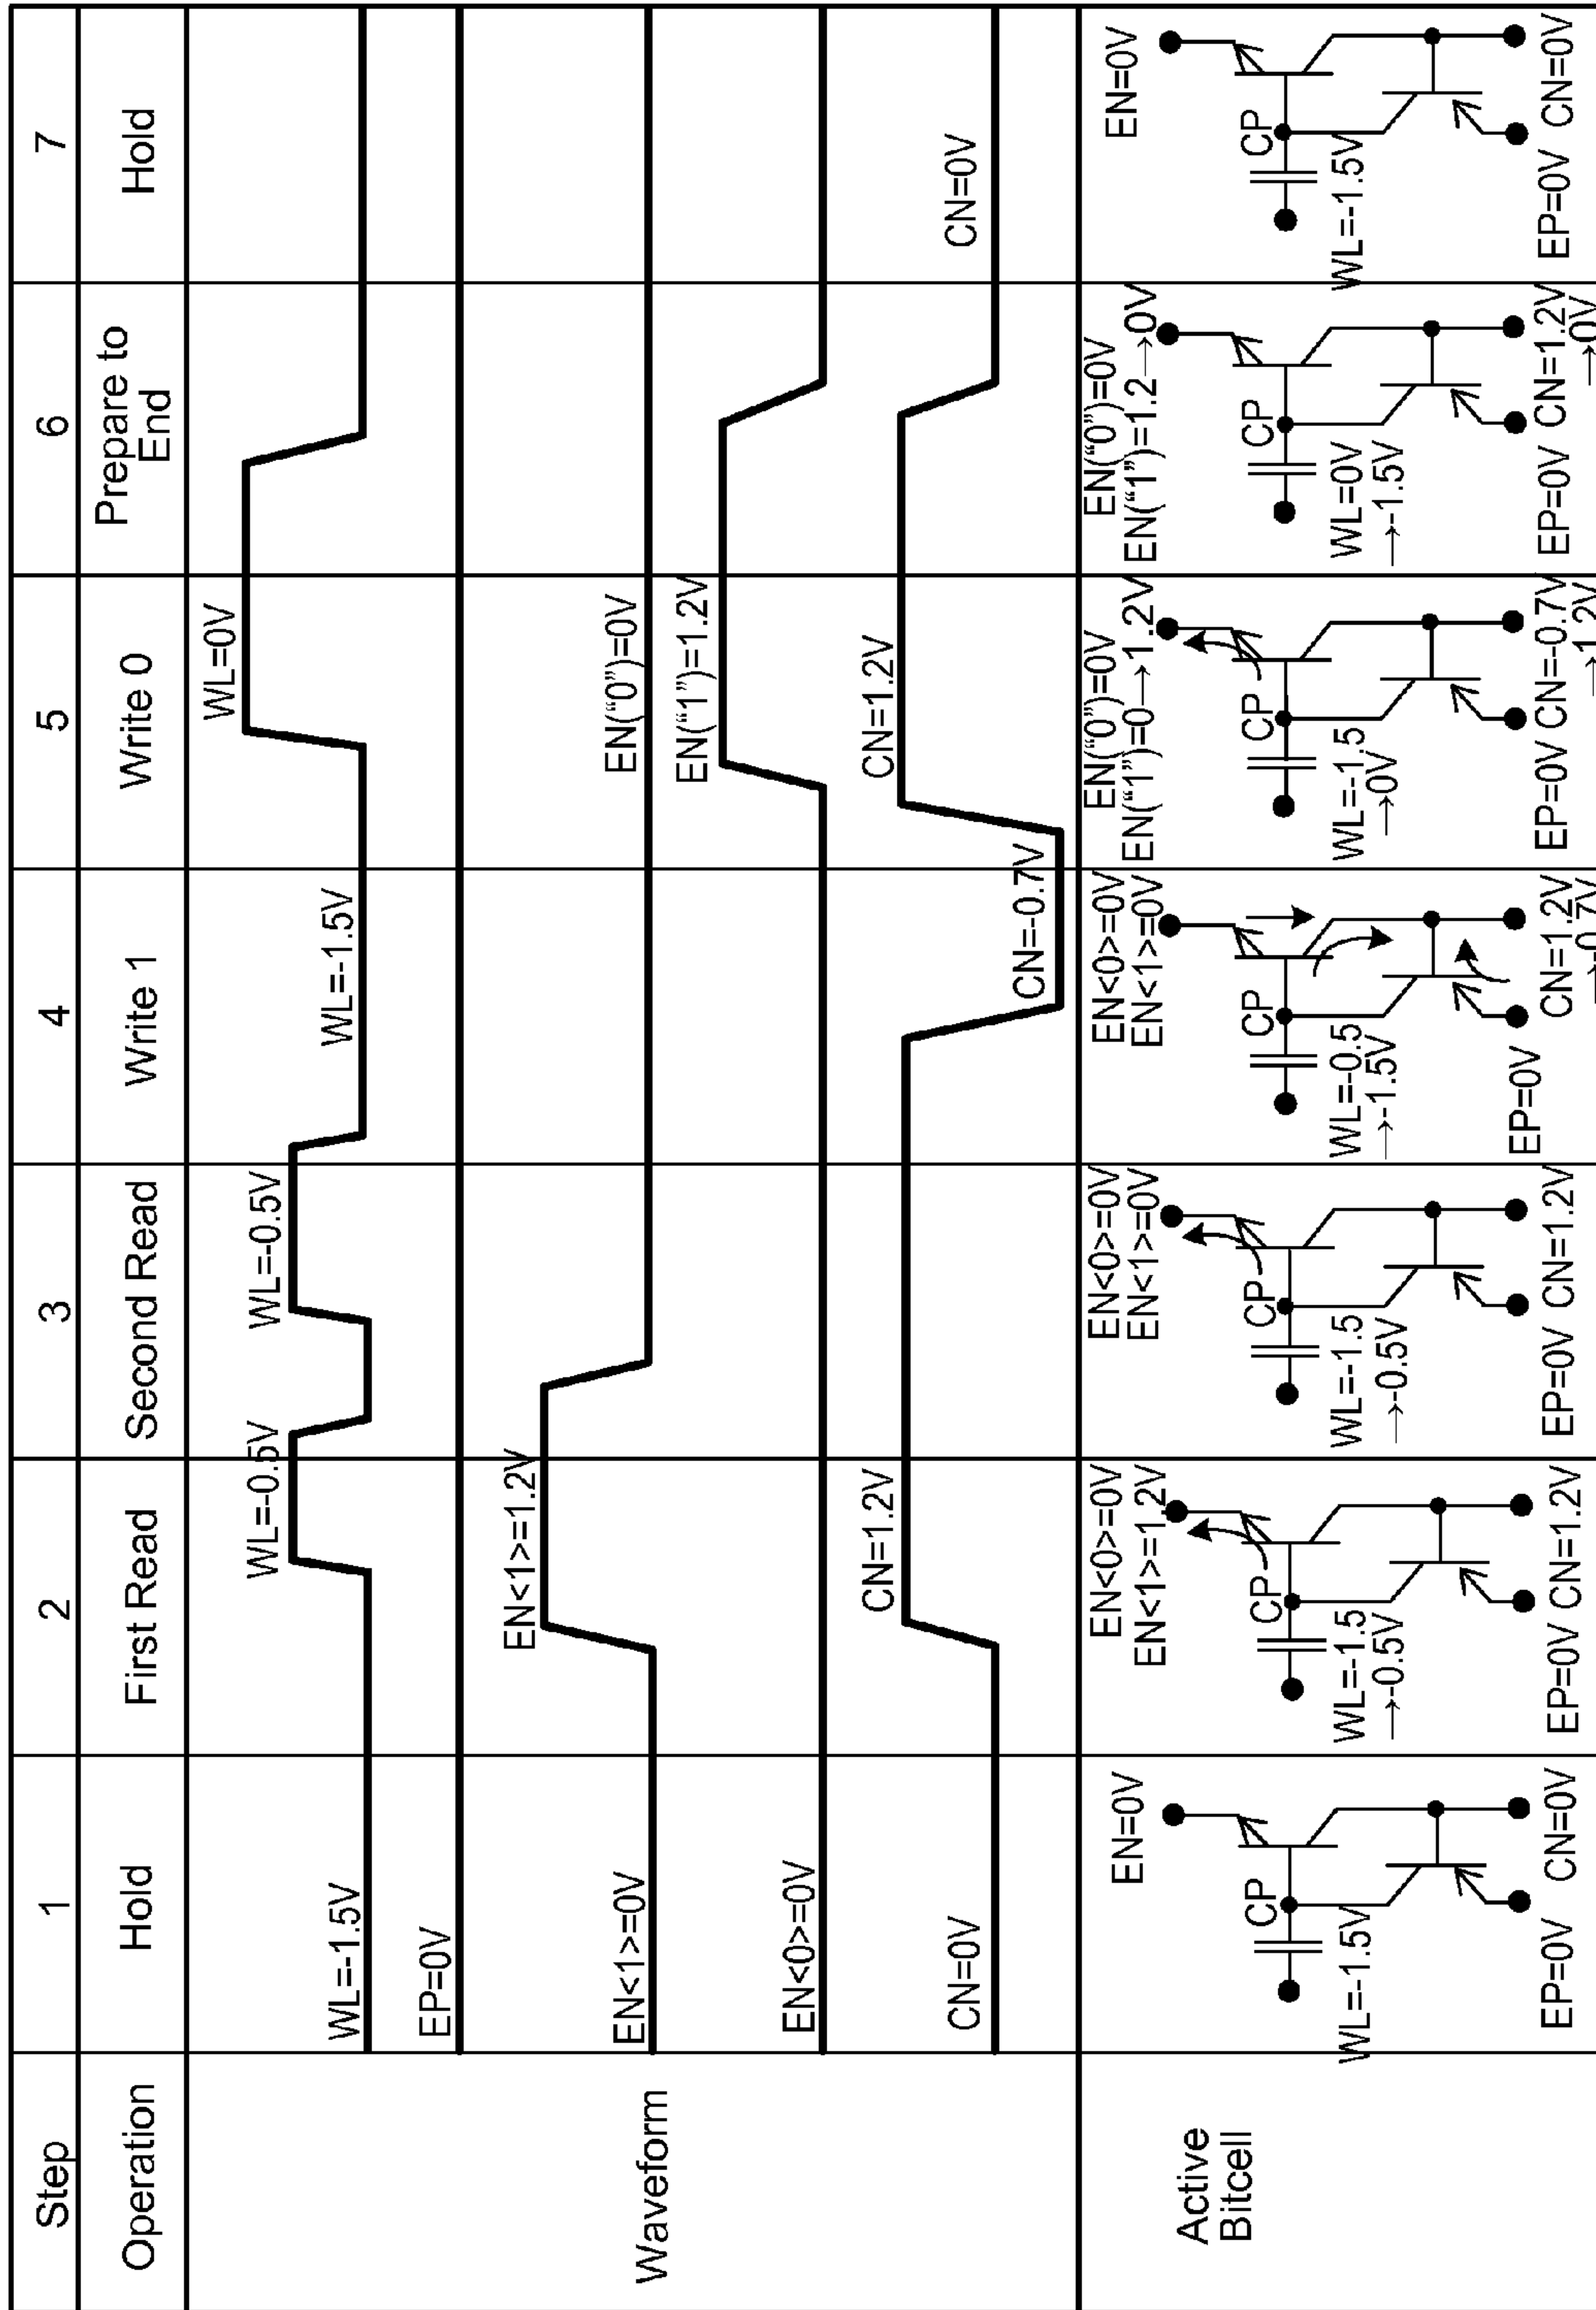 Step 1 2 3 4 5 6 7
Operation Hold First Read Second Read Write 1 Write 0 Prepare to End Hold
Waveform
WL=-1.5V
WL=-0.5V
WL=-0.5V
WL=-1.5V
WL=0V
EP=0V
EN<1>=0V
EN<1>=1.2V
EN("0")=0V
EN<0>=0V
EN("1")=1.2V
CN=0V
CN=1.2V
CN=-0.7V
CN=1.2V
CN=0V
Active
Bitcell
EN=0V
CP
WL=-1.5V
EP=0V CN=0V
EN<0>=0V
EN<1>=1.2V
CP
WL=-1.5
→-0.5V
EP=0V CN=1.2V
EN<0>=0V
EN<1>=0V
CP
WL=-1.5
→-0.5V
EP=0V CN=1.2V
EN<0>=0V
EN<1>=0V
CP
WL=-0.5
→-1.5V
EP=0V
CN=1.2V
→-0.7V
EN("0")=0V
EN("1")=0→1.2V
CP
WL=-1.5
→0V
EP=0V CN=-0.7V
→1.2V
EN("0")=0V
EN("1")=1.2→0V
CP
WL=0V
→-1.5V
EP=0V CN=1.2V
→0V
EN=0V
CP
WL=-1.5V
EP=0V CN=0V